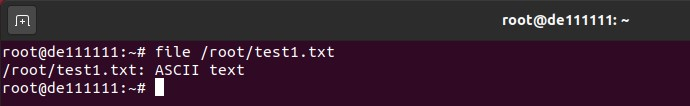 root@de111111: ~
root@de111111:~# file /root/test1.txt
/root/test1.txt: ASCII text
root@de111111:~#